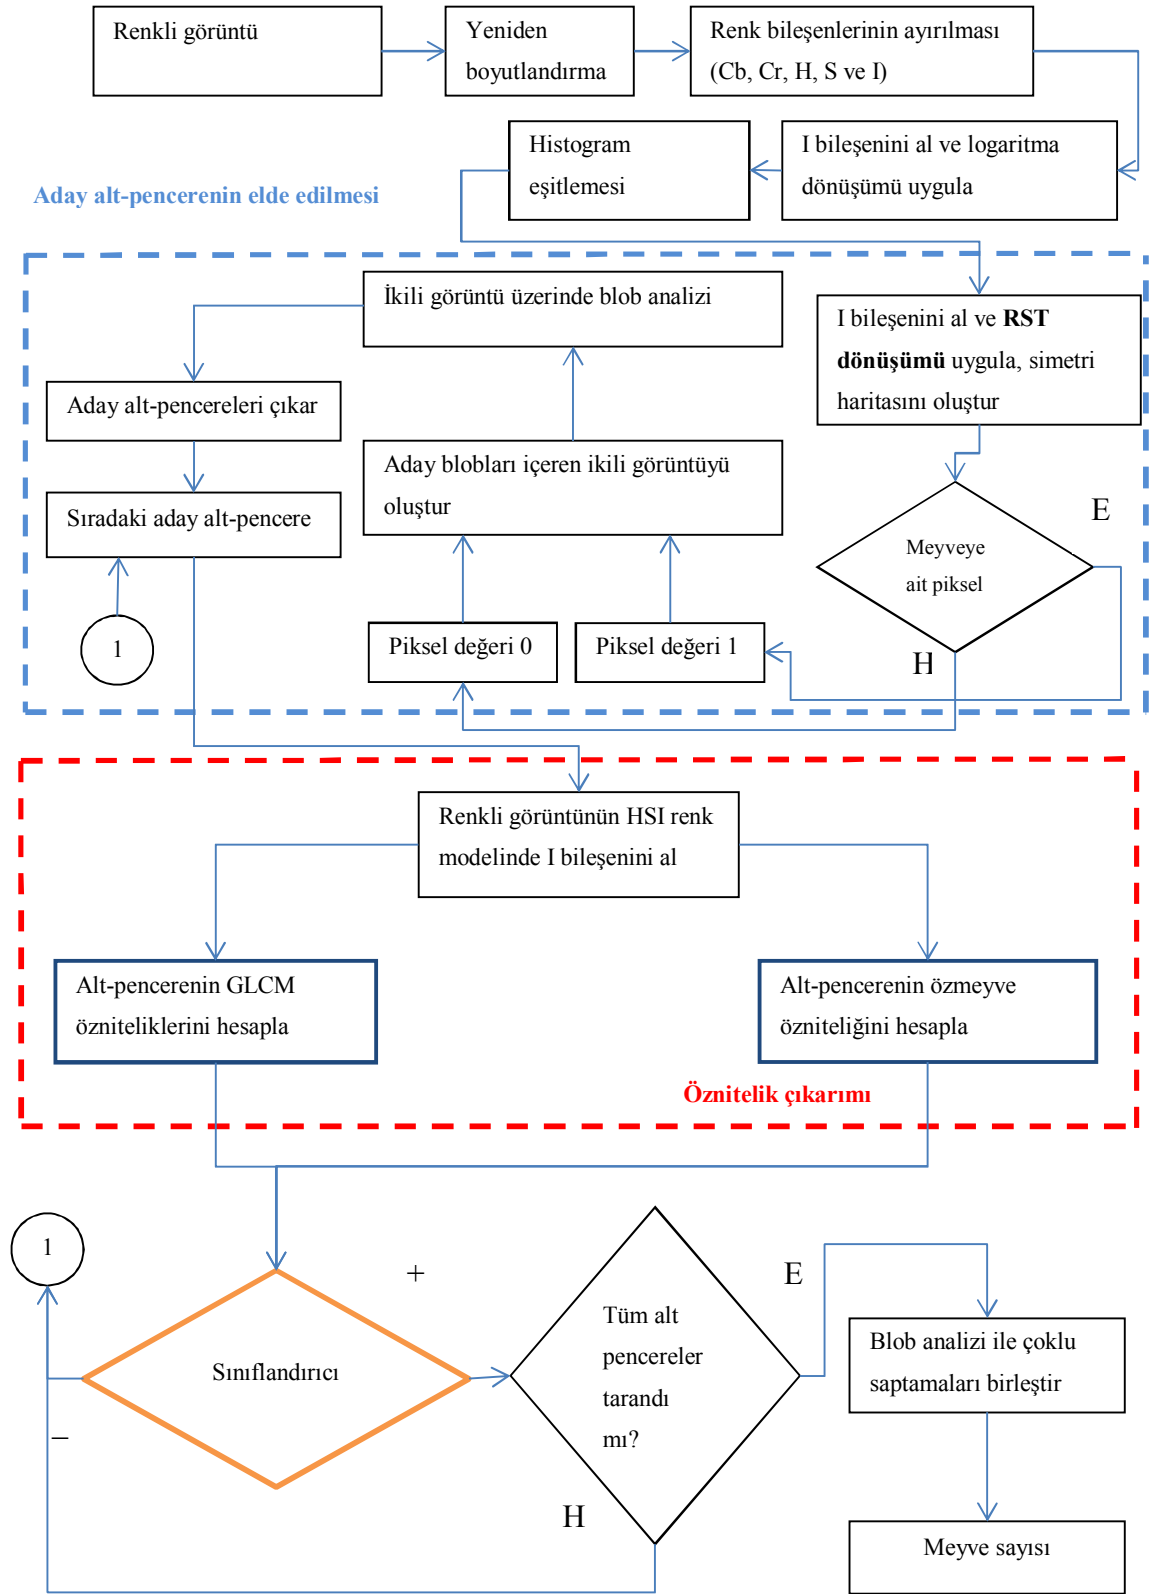 Renkli görüntü
Yeniden
boyutlandırma
Renk bileşenlerinin ayırılması
(Cb, Cr, H, S ve I)
I bileşenini al ve logaritma
dönüşümü uygula
Histogram
eşitlemesi
Aday alt-pencerenin elde edilmesi
İkili görüntü üzerinde blob analizi
I bileşenini al ve RST
dönüşümü uygula, simetri
haritasını oluştur
Aday alt-pencereleri çıkar
Aday blobları içeren ikili görüntüyü
oluştur
Sıradaki aday alt-pencere
E
Meyveye
ait piksel
1
Piksel değeri 0
Piksel değeri 1
H
Renkli görüntünün HSI renk
modelinde I bileşenini al
Alt-pencerenin GLCM
özniteliklerini hesapla
Alt-pencerenin özmeyve
özniteliğini hesapla
Öznitelik çıkarımı
1
+
E
Sınıflandırıcı
Tüm alt
pencereler
tarandı
mı?
Blob analizi ile çoklu
saptamaları birleştir
–
H
Meyve sayısı